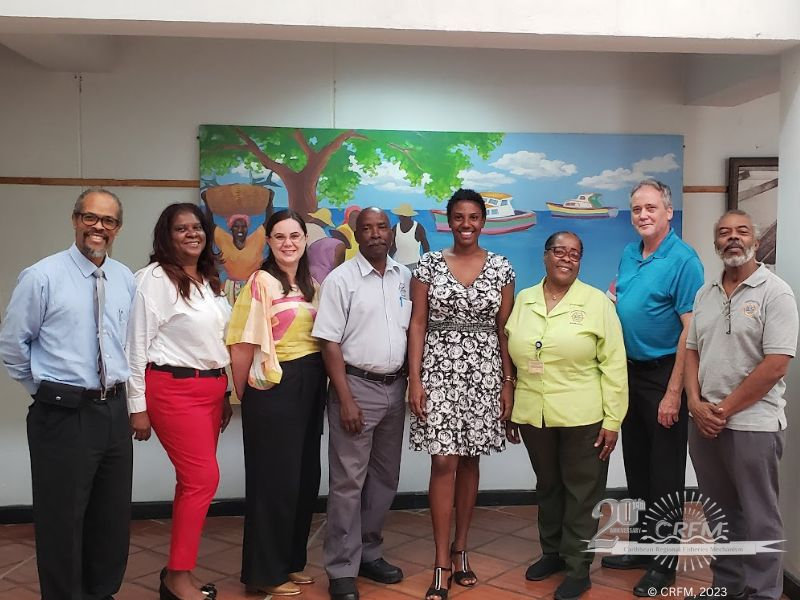 20th
ANNIVERSARY
CRFM
Caribbean Regional Fisheries Mechanism
© CRFM, 2023